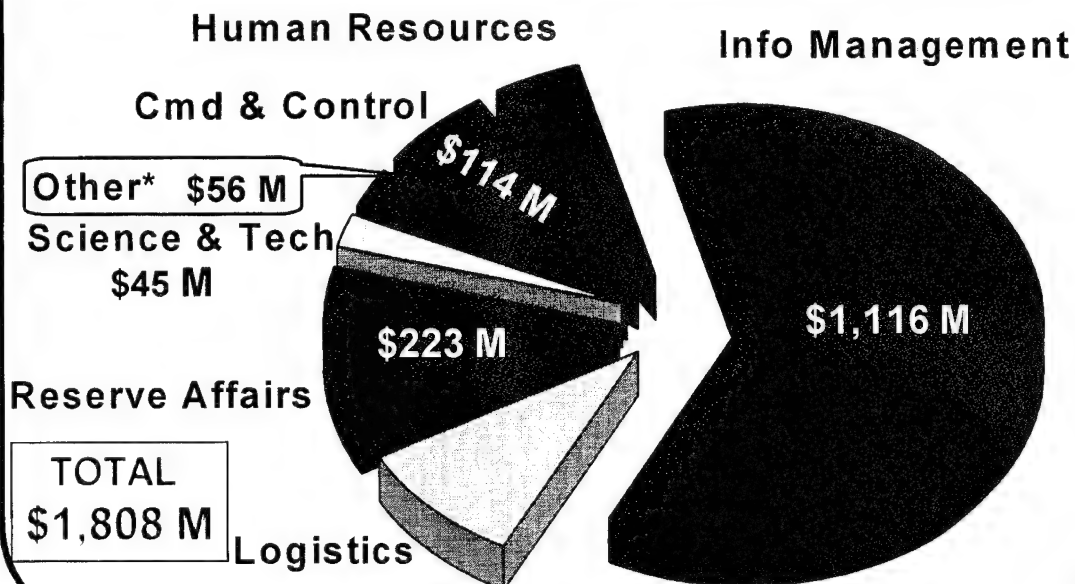 Human Resources
Info Management
Cmd & Control
$114 M
Other* $56 M
Science & Tech
$45 M
$1,116 M
$223 M
Reserve Affairs
TOTAL
$1,808 M
Logistics